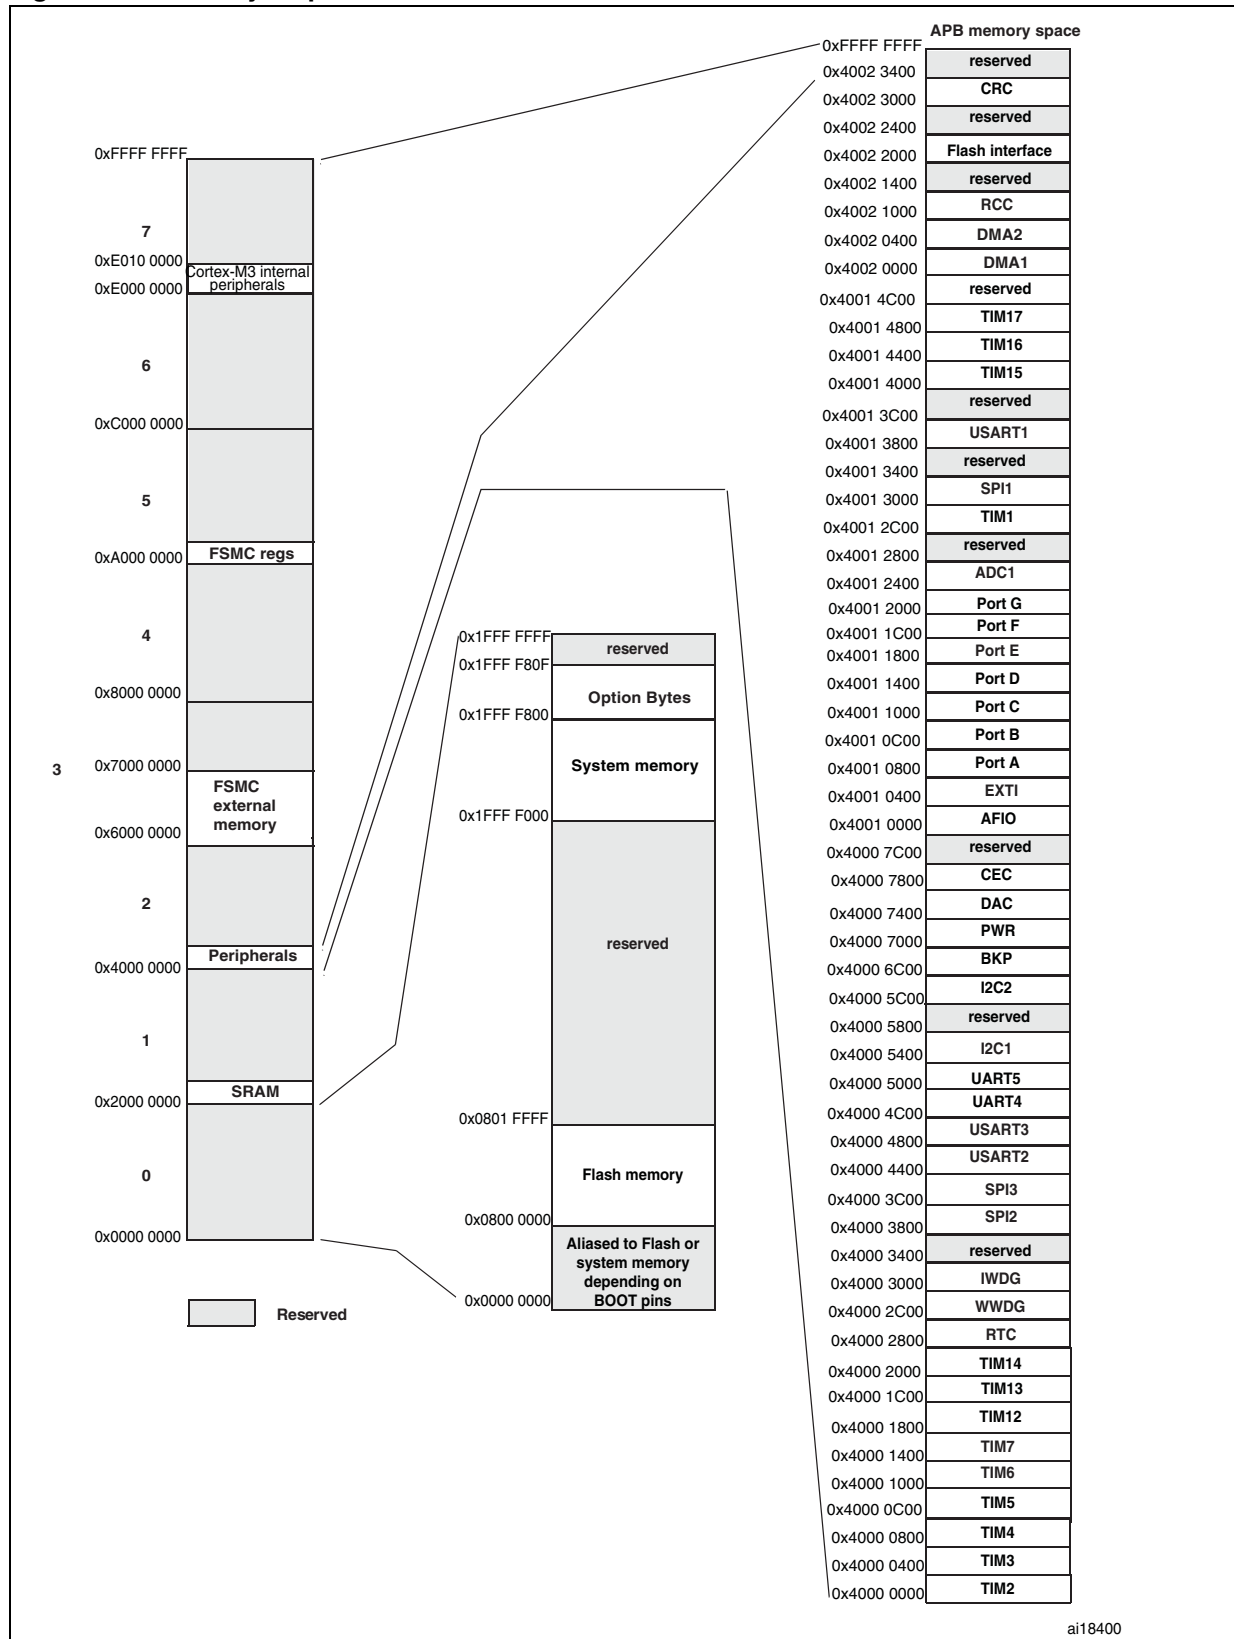 APB memory space
0xFFFF FFFF
reserved
0x4002 3400
CRC
0x4002 3000
reserved
0x4002 2400
Flash interface
0x4002 2000
reserved
0x4002 1400
RCC
0x4002 1000
DMA2
0x4002 0400
DMA1
0x4002 0000
reserved
0x4001 4C00
TIM17
0x4001 4800
TIM16
0x4001 4400
TIM15
0x4001 4000
reserved
0x4001 3C00
USART1
0x4001 3800
reserved
0x4001 3400
SPI1
0x4001 3000
TIM1
0x4001 2C00
reserved
0x4001 2800
ADC1
0x4001 2400
Port G
0x4001 2000
Port F
0x4001 1C00
Port E
0x4001 1800
Port D
0x4001 1400
Port C
0x4001 1000
Port B
0x4001 0C00
Port A
0x4001 0800
EXTI
0x4001 0400
AFIO
0x4001 0000
reserved
0x4000 7C00
CEC
0x4000 7800
DAC
0x4000 7400
PWR
0x4000 7000
BKP
0x4000 6C00
I2C2
0x4000 5C00
reserved
0x4000 5800
I2C1
0x4000 5400
UART5
0x4000 5000
UART4
0x4000 4C00
USART3
0x4000 4800
USART2
0x4000 4400
SPI3
0x4000 3C00
SPI2
0x4000 3800
reserved
0x4000 3400
IWDG
0x4000 3000
WWDG
0x4000 2C00
RTC
0x4000 2800
TIM14
0x4000 2000
TIM13
0x4000 1C00
TIM12
0x4000 1800
TIM7
0x4000 1400
TIM6
0x4000 1000
TIM5
0x4000 0C00
TIM4
0x4000 0800
TIM3
0x4000 0400
TIM2
0x4000 0000
0xFFFF FFFF
7
0xE010 0000
Cortex-M3 internal
peripherals
0xE000 0000
6
0xC000 0000
5
FSMC regs
0xA000 0000
4
0x8000 0000
3
0x7000 0000
FSMC
external
memory
0x6000 0000
2
Peripherals
0x4000 0000
1
SRAM
0x2000 0000
0
0x0000 0000
Reserved
0x1FFF FFFF
reserved
0x1FFF F80F
Option Bytes
0x1FFF F800
System memory
0x1FFF F000
reserved
0x0801 FFFF
Flash memory
0x0800 0000
Aliased to Flash or
system memory
depending on
BOOT pins
0x0000 0000
ai18400